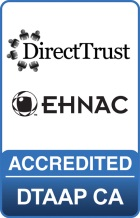 DirectTrust
EHNAC
ACCREDITED
DTAAP CA